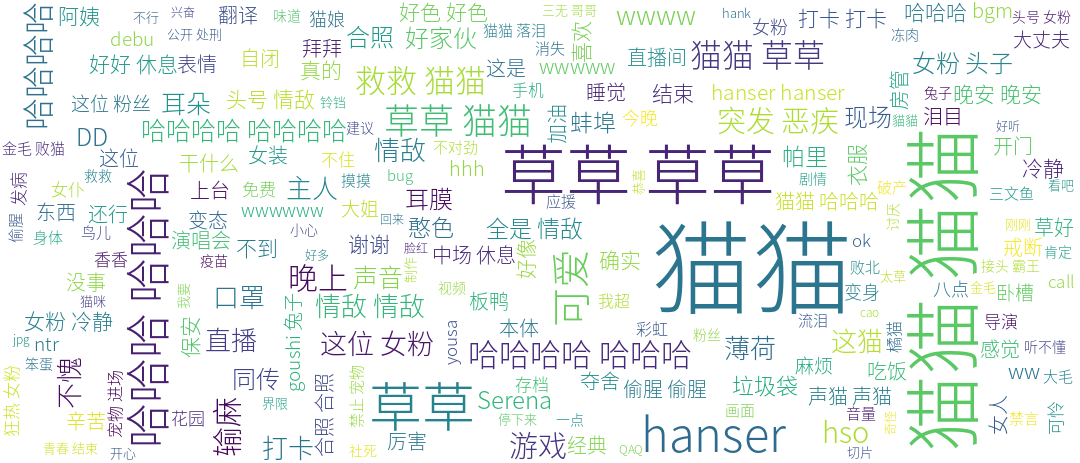 哈哈哈哈 哈哈哈哈
阿姨
不行
兴奋
翻译
味道
猫娘
公开 处刑
debu
拜拜
合照
好色 好色
好家伙
猫猫 落泪
三无 哥哥
wwww
hank
女粉
打卡 打卡
哈哈哈
bgm
头号 女粉
大丈夫
消失
喜欢
冻肉
好好 休息
表情
自闭
真的
救救 猫猫
这是
wwwww
直播间
猫猫 草草
女粉 头子
这位 粉丝
耳朵
头号 情敌
铃铛
手机
睡觉
结束
hanser hanser
房管
兔子
晚安 晚安
DD
哈哈哈哈 哈哈哈哈
建议
草草 猫猫
加油
蚌埠
今晚
突发 恶疾
现场
泪目
猫猫
好听
金毛 败猫
这位
干什么
女装
不住
情敌
不对劲
草草 草草
帕里
衣服
猫猫 猫猫
开门
冷静
救救
发病
女仆
上台
免费
主人
摸摸
bug
hhh
恭喜
剧情
看吧
东西
还行
变态
wwwwww
大姐
耳膜
应援
猫猫 哈哈哈
破产
三文鱼
偷腥
身体
鸟儿
演唱会
不到
小心
谢谢
回来
憨色
全是 情敌
猫猫
讨厌
刚刚
草好
ok
戒断
肯定
香香
疫苗
好多
脸红
中场 休息
好像
确实
败北
太草
接头 霸王
没事
猫咪
我要
口罩
晚上
声音
制作
视频
板鸭
可爱
我超
变身
金毛
八点
卧槽
call
女粉 冷静
保安
兔子
情敌 情敌
yousa
本体
彩虹
流泪
cao
导演
jpg
ntr
直播
goushi
这位 女粉
哈哈哈哈 哈哈哈
粉丝
薄荷
这猫
橘猫
感觉
听不懂
笨蛋
不愧
进场
宠物
同传
合照 合照
禁止 宠物
存档
夺舍
偷腥 偷腥
垃圾袋
麻烦
吃饭
ww
大毛
狂热 女粉
辛苦
花园
输麻
界限
草草
Serena
停下来
一点
画面
声猫 声猫
音量
女人
禁言
可怜
青春 结束
开心
打卡
社死
厉害
游戏
经典
QAQ
hanser
切片
hso